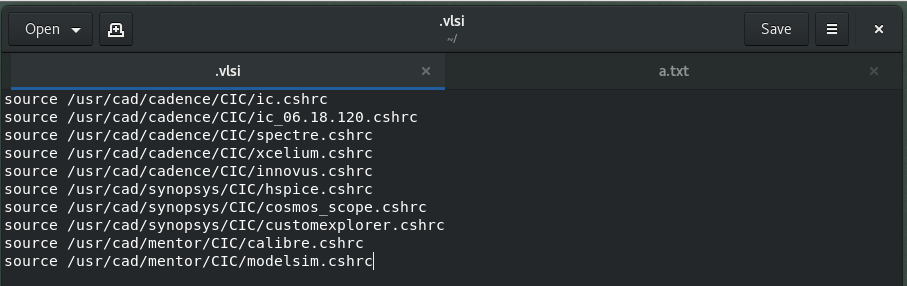 Open
.vlsi
~/
Save
.vlsi
a.txt
source /usr/cad/cadence/CIC/ic.cshrc
source /usr/cad/cadence/CIC/ic_06.18.120.cshrc
source /usr/cad/cadence/CIC/spectre.cshrc
source /usr/cad/cadence/CIC/xcelium.cshrc
source /usr/cad/cadence/CIC/innovus.cshrc
source /usr/cad/synopsys/CIC/hspice.cshrc
source /usr/cad/synopsys/CIC/cosmos_scope.cshrc
source /usr/cad/synopsys/CIC/customexplorer.cshrc
source /usr/cad/mentor/CIC/calibre.cshrc
source /usr/cad/mentor/CIC/modelsim.cshrc